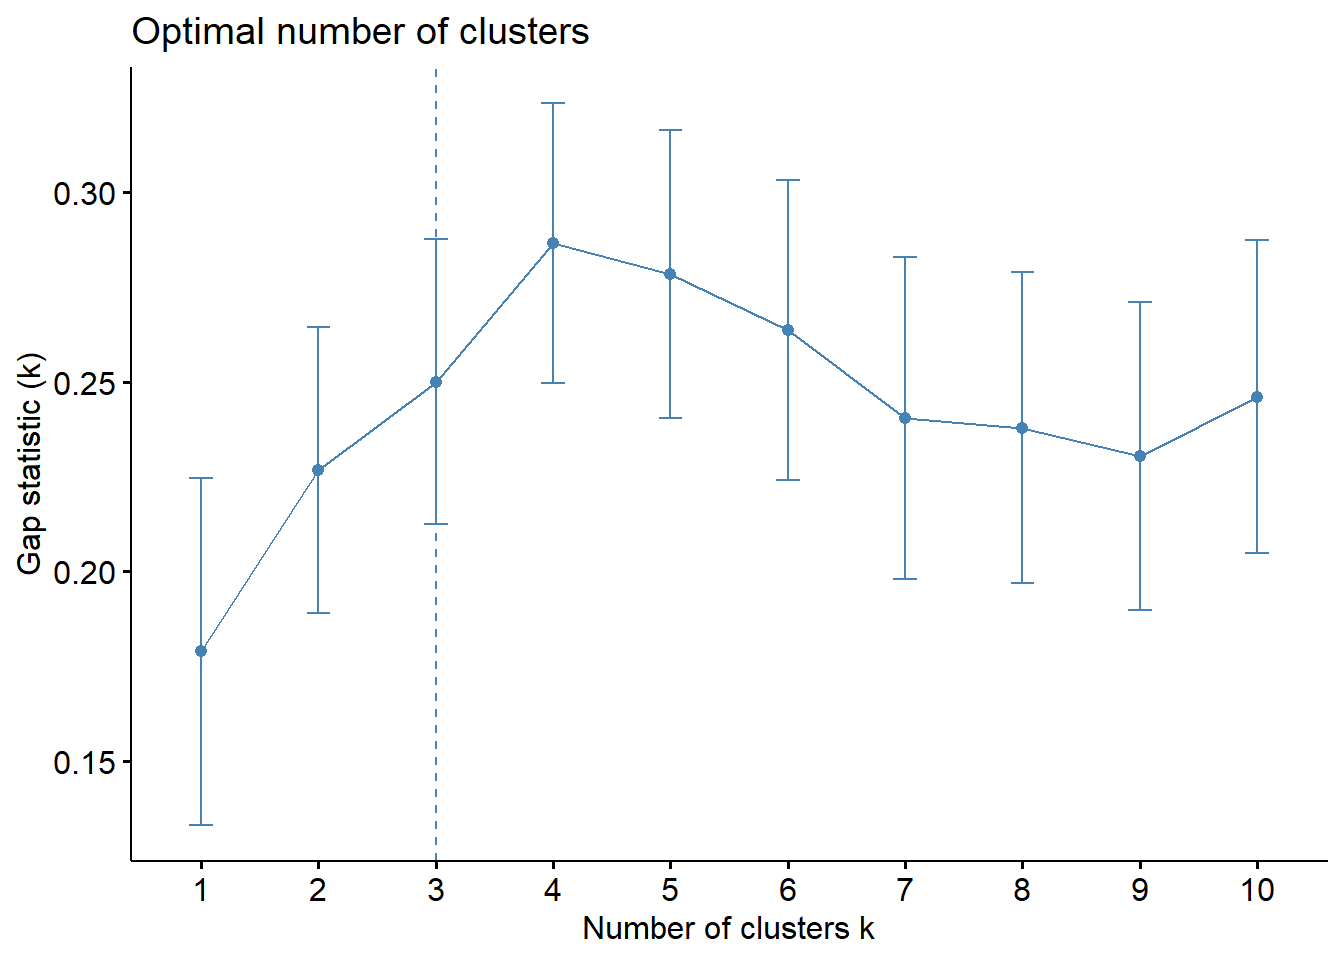 Optimal number of clusters
Gap statistic (k)
0.30
0.25
0.20
0.15
1 2 3 4 5 6 7 8 9 10
Number of clusters k